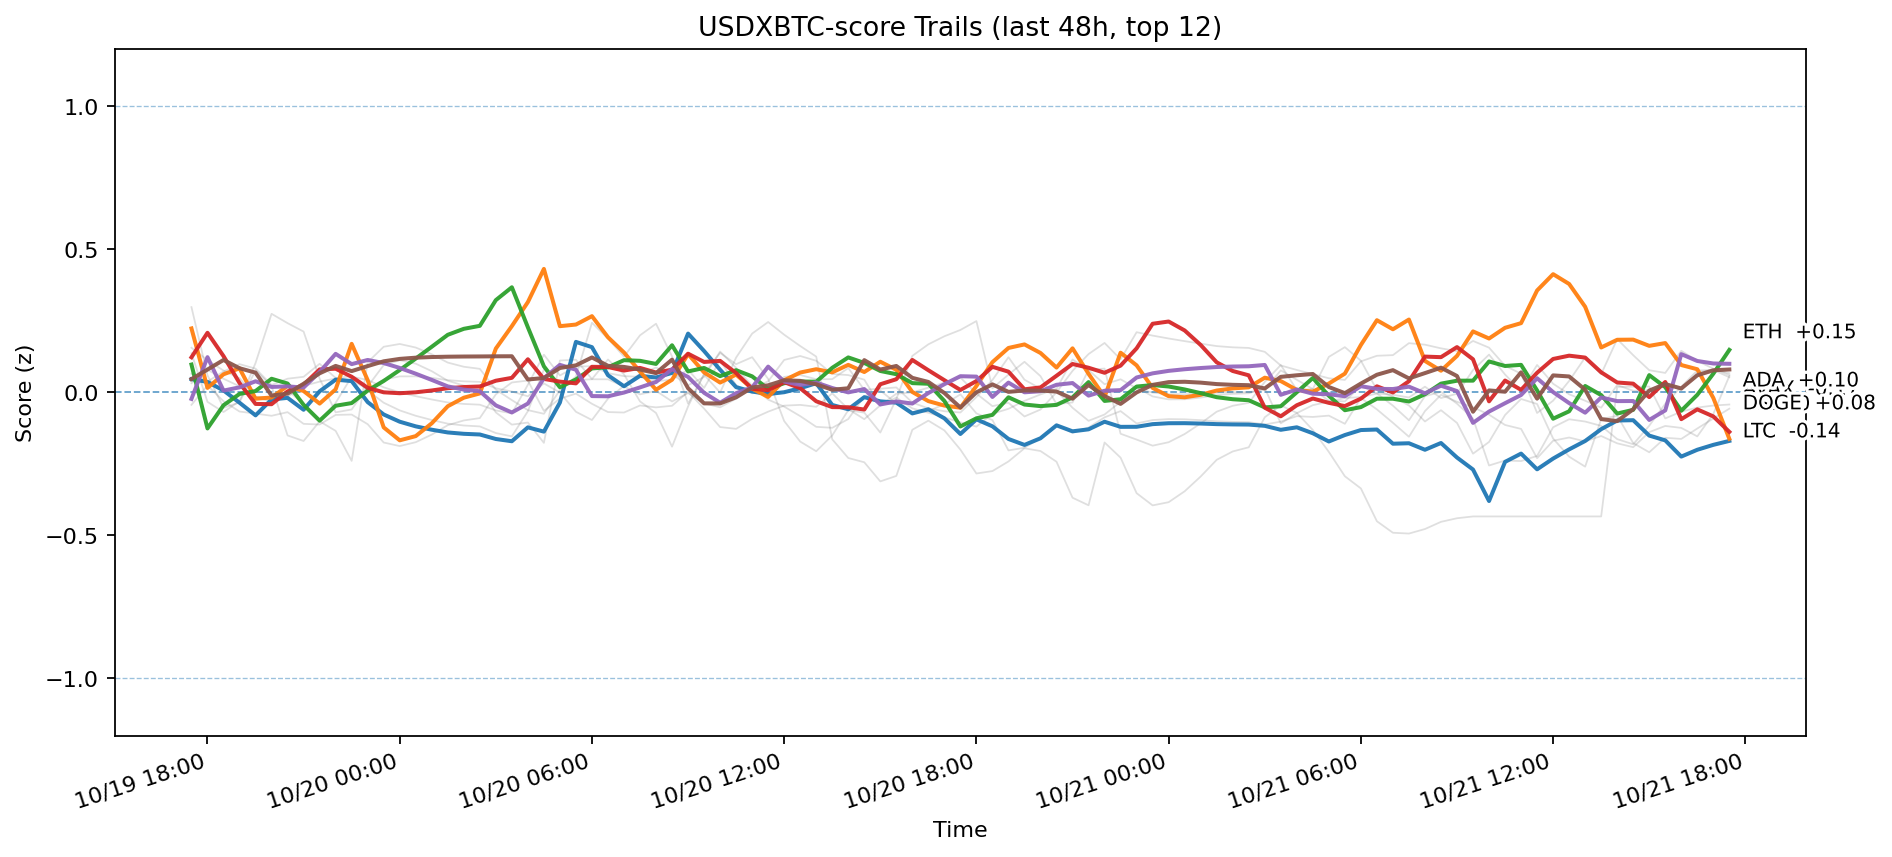 USDXBTC-score Trails (last 48h, top 12)
Score (z)
1.0
0.5
0.0
−0.5
−1.0
ETH +0.15
ADA +0.10
DOGE +0.08
LTC -0.14
10/19 18:00
10/20 00:00
10/20 06:00
10/20 12:00
10/20 18:00
10/21 00:00
10/21 06:00
10/21 12:00
10/21 18:00
Time